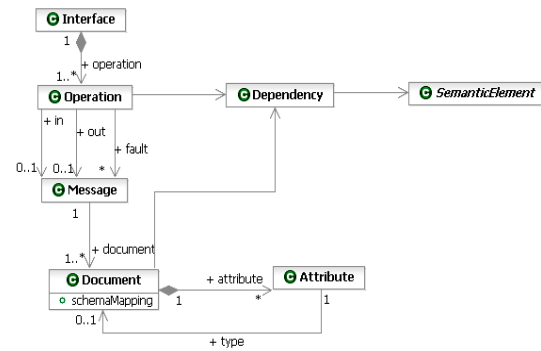 Interface
1
+ operation
1..*
Operation
Dependency
SemanticElement
+ in
+ out
+ fault
0..1
0..1
*
Message
1
+ document
1..*
Document
schemaMapping
+ attribute
1
*
Attribute
1
0..1
+ type